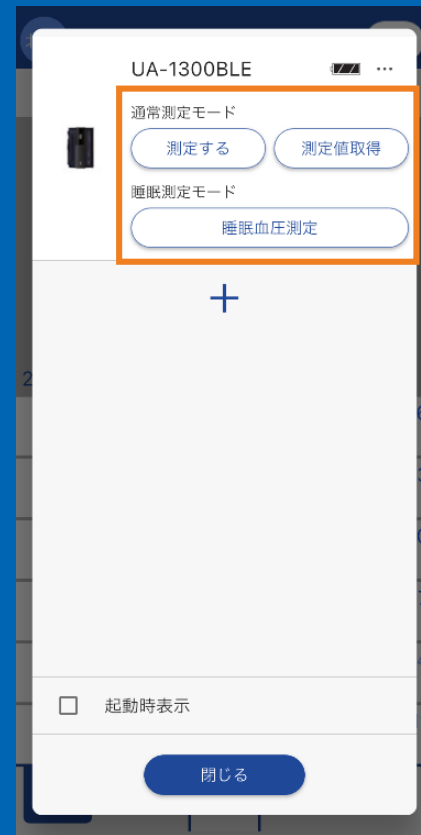 UA-1300BLE
通常測定モード
測定する 測定値取得
睡眠測定モード
睡眠血圧測定
起動時表示
閉じる